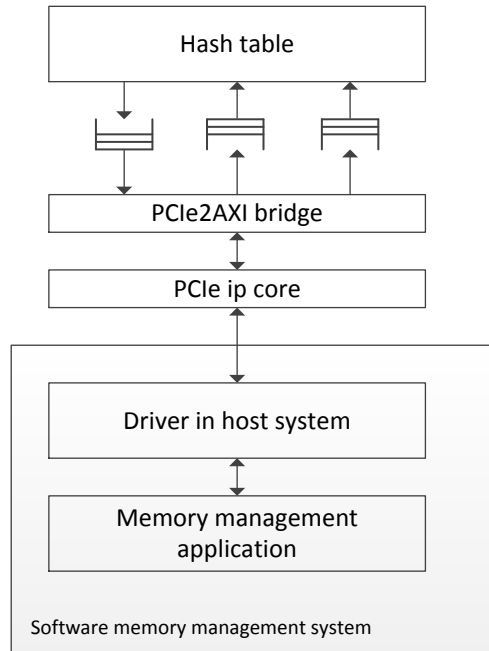 Hash table
PCIe2AXI bridge
PCIe ip core
Driver in host system
Memory management
application
Software memory management system